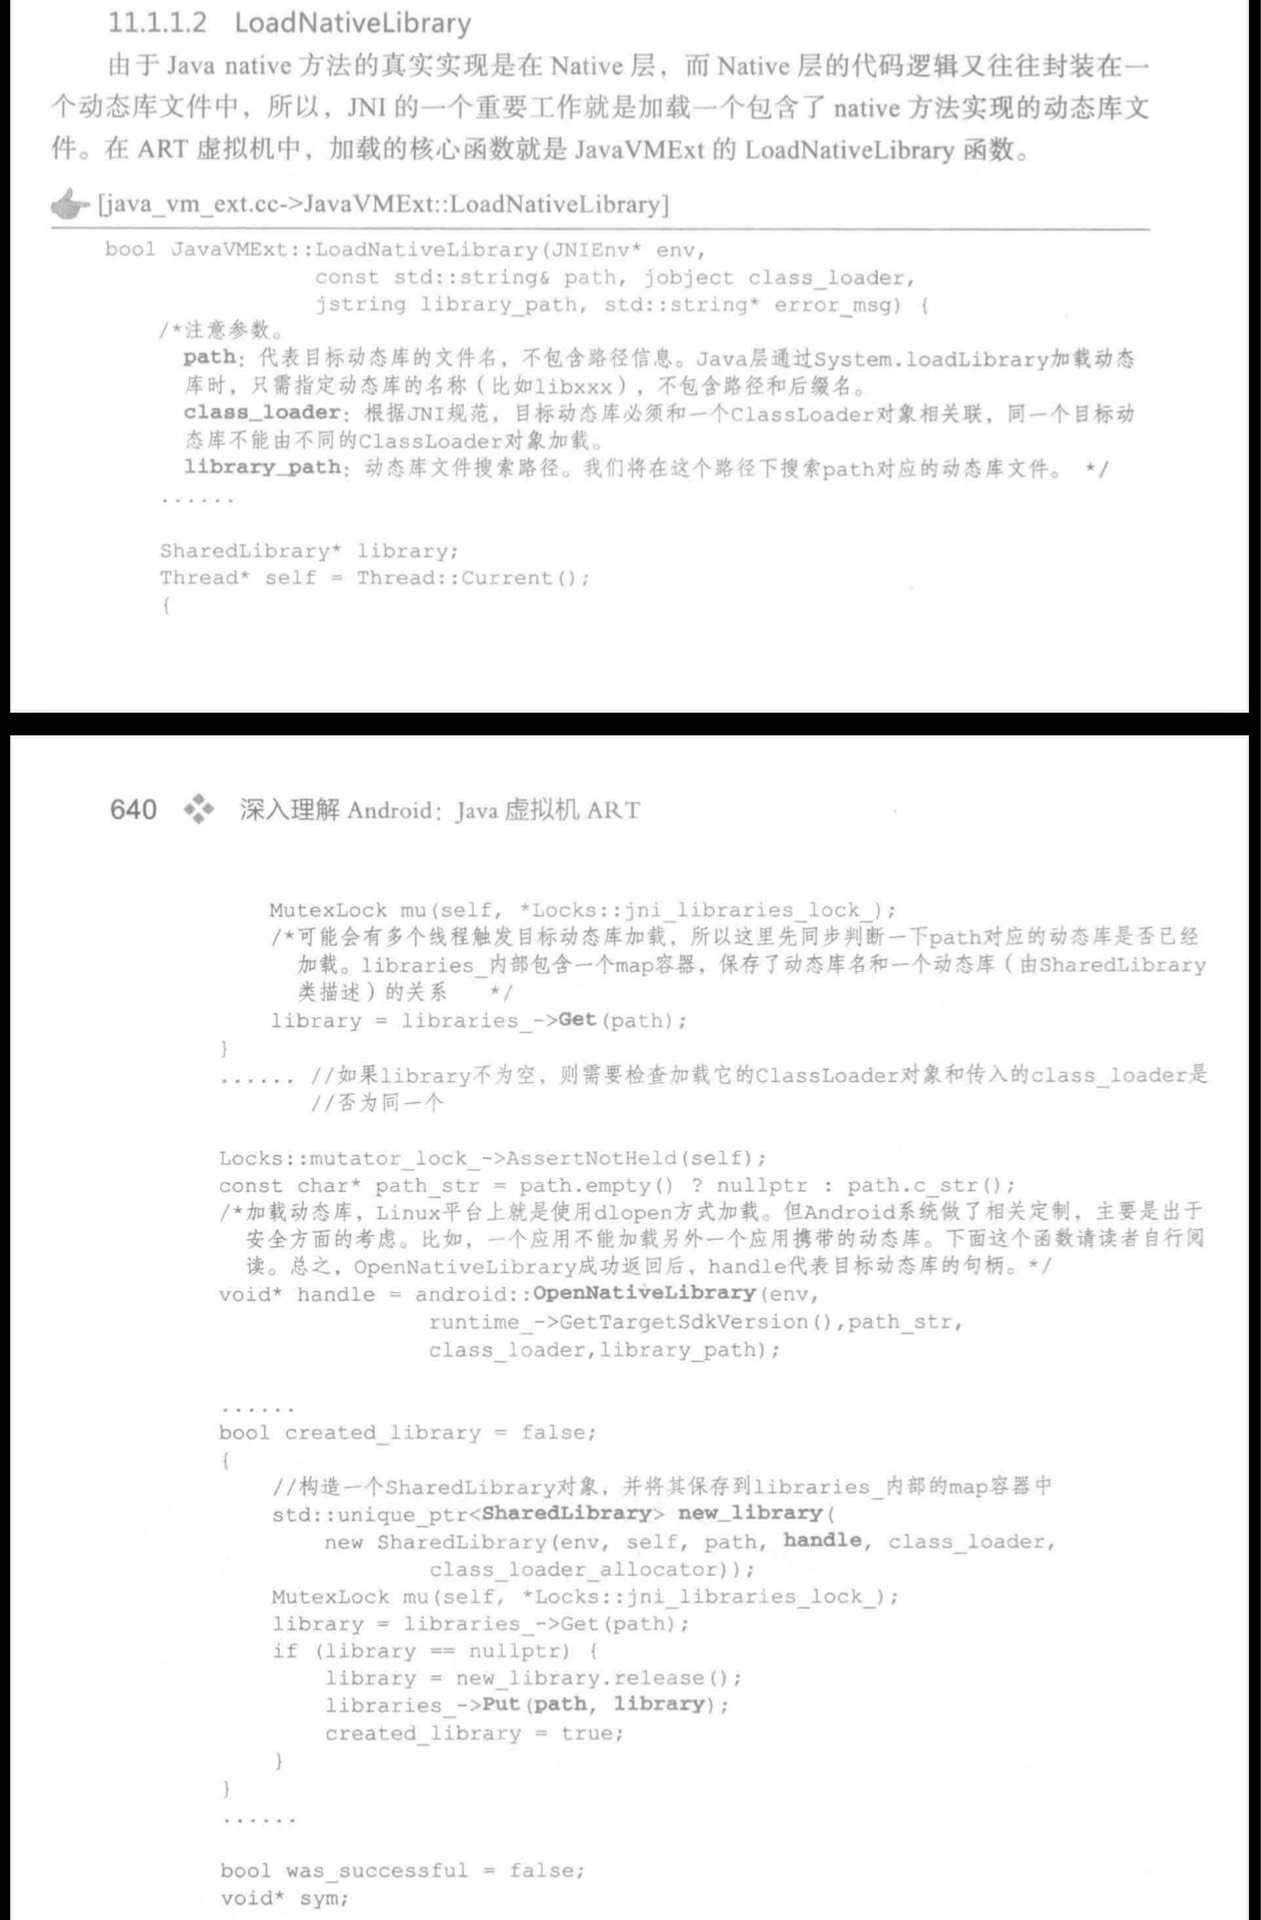 11.1.1.2 LoadNativeLibrary
由于 Java native 方法的真实实现是在 Native 层，而 Native 层的代码逻辑又往往封装在一
个动态库文件中，所以，JNI 的一个重要工作就是加载一个包含了 native 方法实现的动态库文
件。在 ART 虚拟机中，加载的核心函数就是 JavaVMExt 的 LoadNativeLibrary 函数。
[java_vm_ext.cc->JavaVMExt::LoadNativeLibrary]
bool JavaVMExt::LoadNativeLibrary(JNIEnv* env,
const std::string& path, jobject class_loader,
jstring library_path, std::string* error_msg) {
/*注意参数。
path：代表目标动态库的文件名，不包含路径信息。Java层通过System.loadLibrary加载动态
库时，只需指定动态库的名称（比如libxxx），不包含路径和后缀名。
class_loader：根据JNI规范，目标动态库必须和一个ClassLoader对象相关联，同一个目标动
态库不能由不同的ClassLoader对象加载。
library_path：动态库文件搜索路径。我们将在这个路径下搜索path对应的动态库文件。 */
......
SharedLibrary* library;
Thread* self = Thread::Current();
{
640 深入理解 Android：Java 虚拟机 ART
MutexLock mu(self, *Locks::jni_libraries_lock_);
/*可能会有多个线程触发目标动态库加载，所以这里先同步判断一下path对应的动态库是否已经
加载。libraries_内部包含一个map容器，保存了动态库名和一个动态库（由SharedLibrary
类描述）的关系 */
library = libraries_->Get(path);
}
...... //如果library不为空，则需要检查加载它的ClassLoader对象和传入的class_loader是
//否为同一个
Locks::mutator_lock_->AssertNotHeld(self);
const char* path_str = path.empty() ? nullptr : path.c_str();
/*加载动态库，Linux平台上就是使用dlopen方式加载。但Android系统做了相关定制，主要是出于
安全方面的考虑。比如，一个应用不能加载另外一个应用携带的动态库。下面这个函数请读者自行阅
读。总之，OpenNativeLibrary成功返回后，handle代表目标动态库的句柄。*/
void* handle = android::OpenNativeLibrary(env,
runtime_->GetTargetSdkVersion(),path_str,
class_loader,library_path);
......
bool created_library = false;
{
//构造一个SharedLibrary对象，并将其保存到libraries_内部的map容器中
std::unique_ptr<SharedLibrary> new_library(
new SharedLibrary(env, self, path, handle, class_loader,
class_loader_allocator));
MutexLock mu(self, *Locks::jni_libraries_lock_);
library = libraries_->Get(path);
if (library == nullptr) {
library = new_library.release();
libraries_->Put(path, library);
created_library = true;
}
}
......
bool was_successful = false;
void* sym;